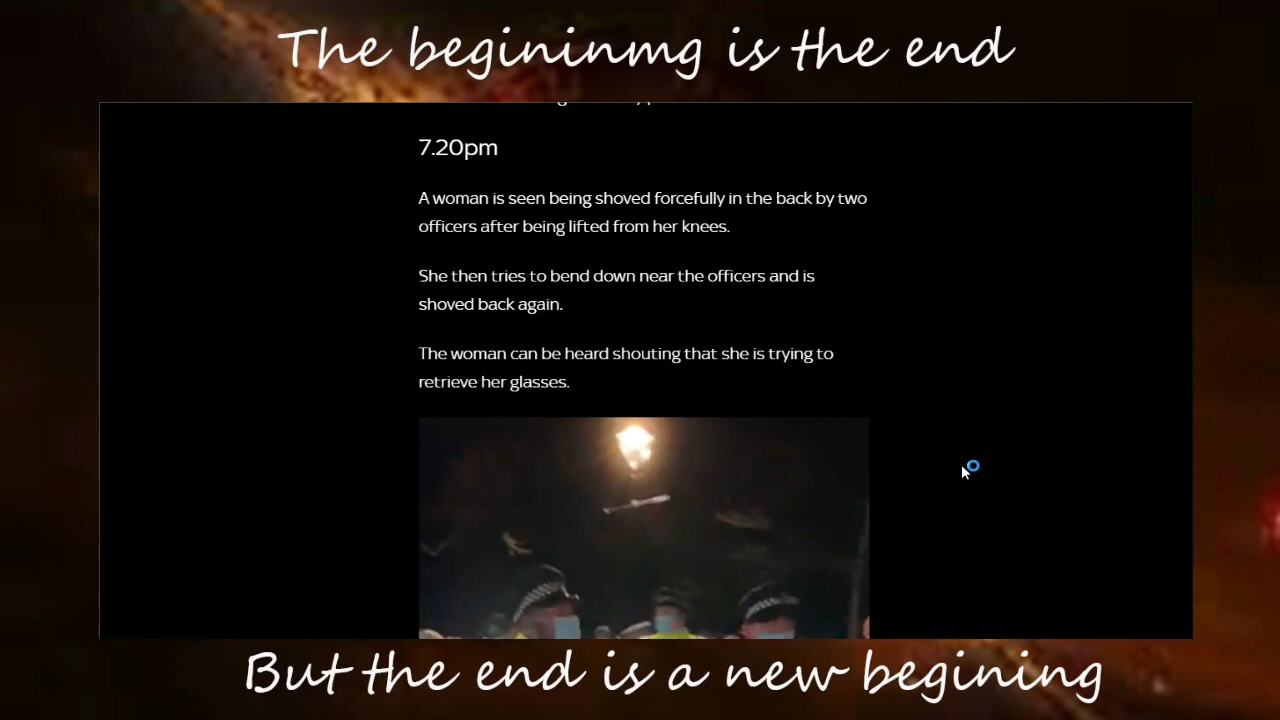 The begininmg is the end
7.20pm
A woman is seen being shoved forcefully in the back by two
officers after being lifted from her knees.
She then tries to bend down near the officers and is
shoved back again.
The woman can be heard shouting that she is trying to
retrieve her glasses.
But the end is a new begining